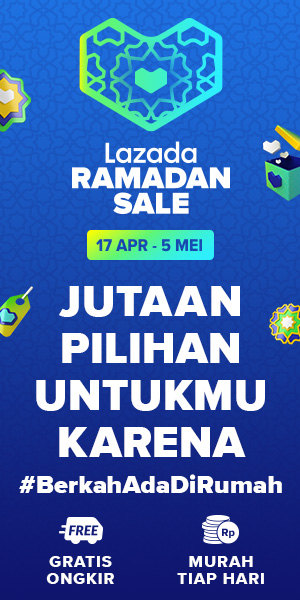 Lazada
RAMADAN
SALE
17 APR - 5 MEI
JUTAAN
PILIHAN
UNTUKMU
KARENA
#BerkahAdaDiRumah
FREE
Rp
GRATIS
ONGKIR
MURAH
TIAP HARI